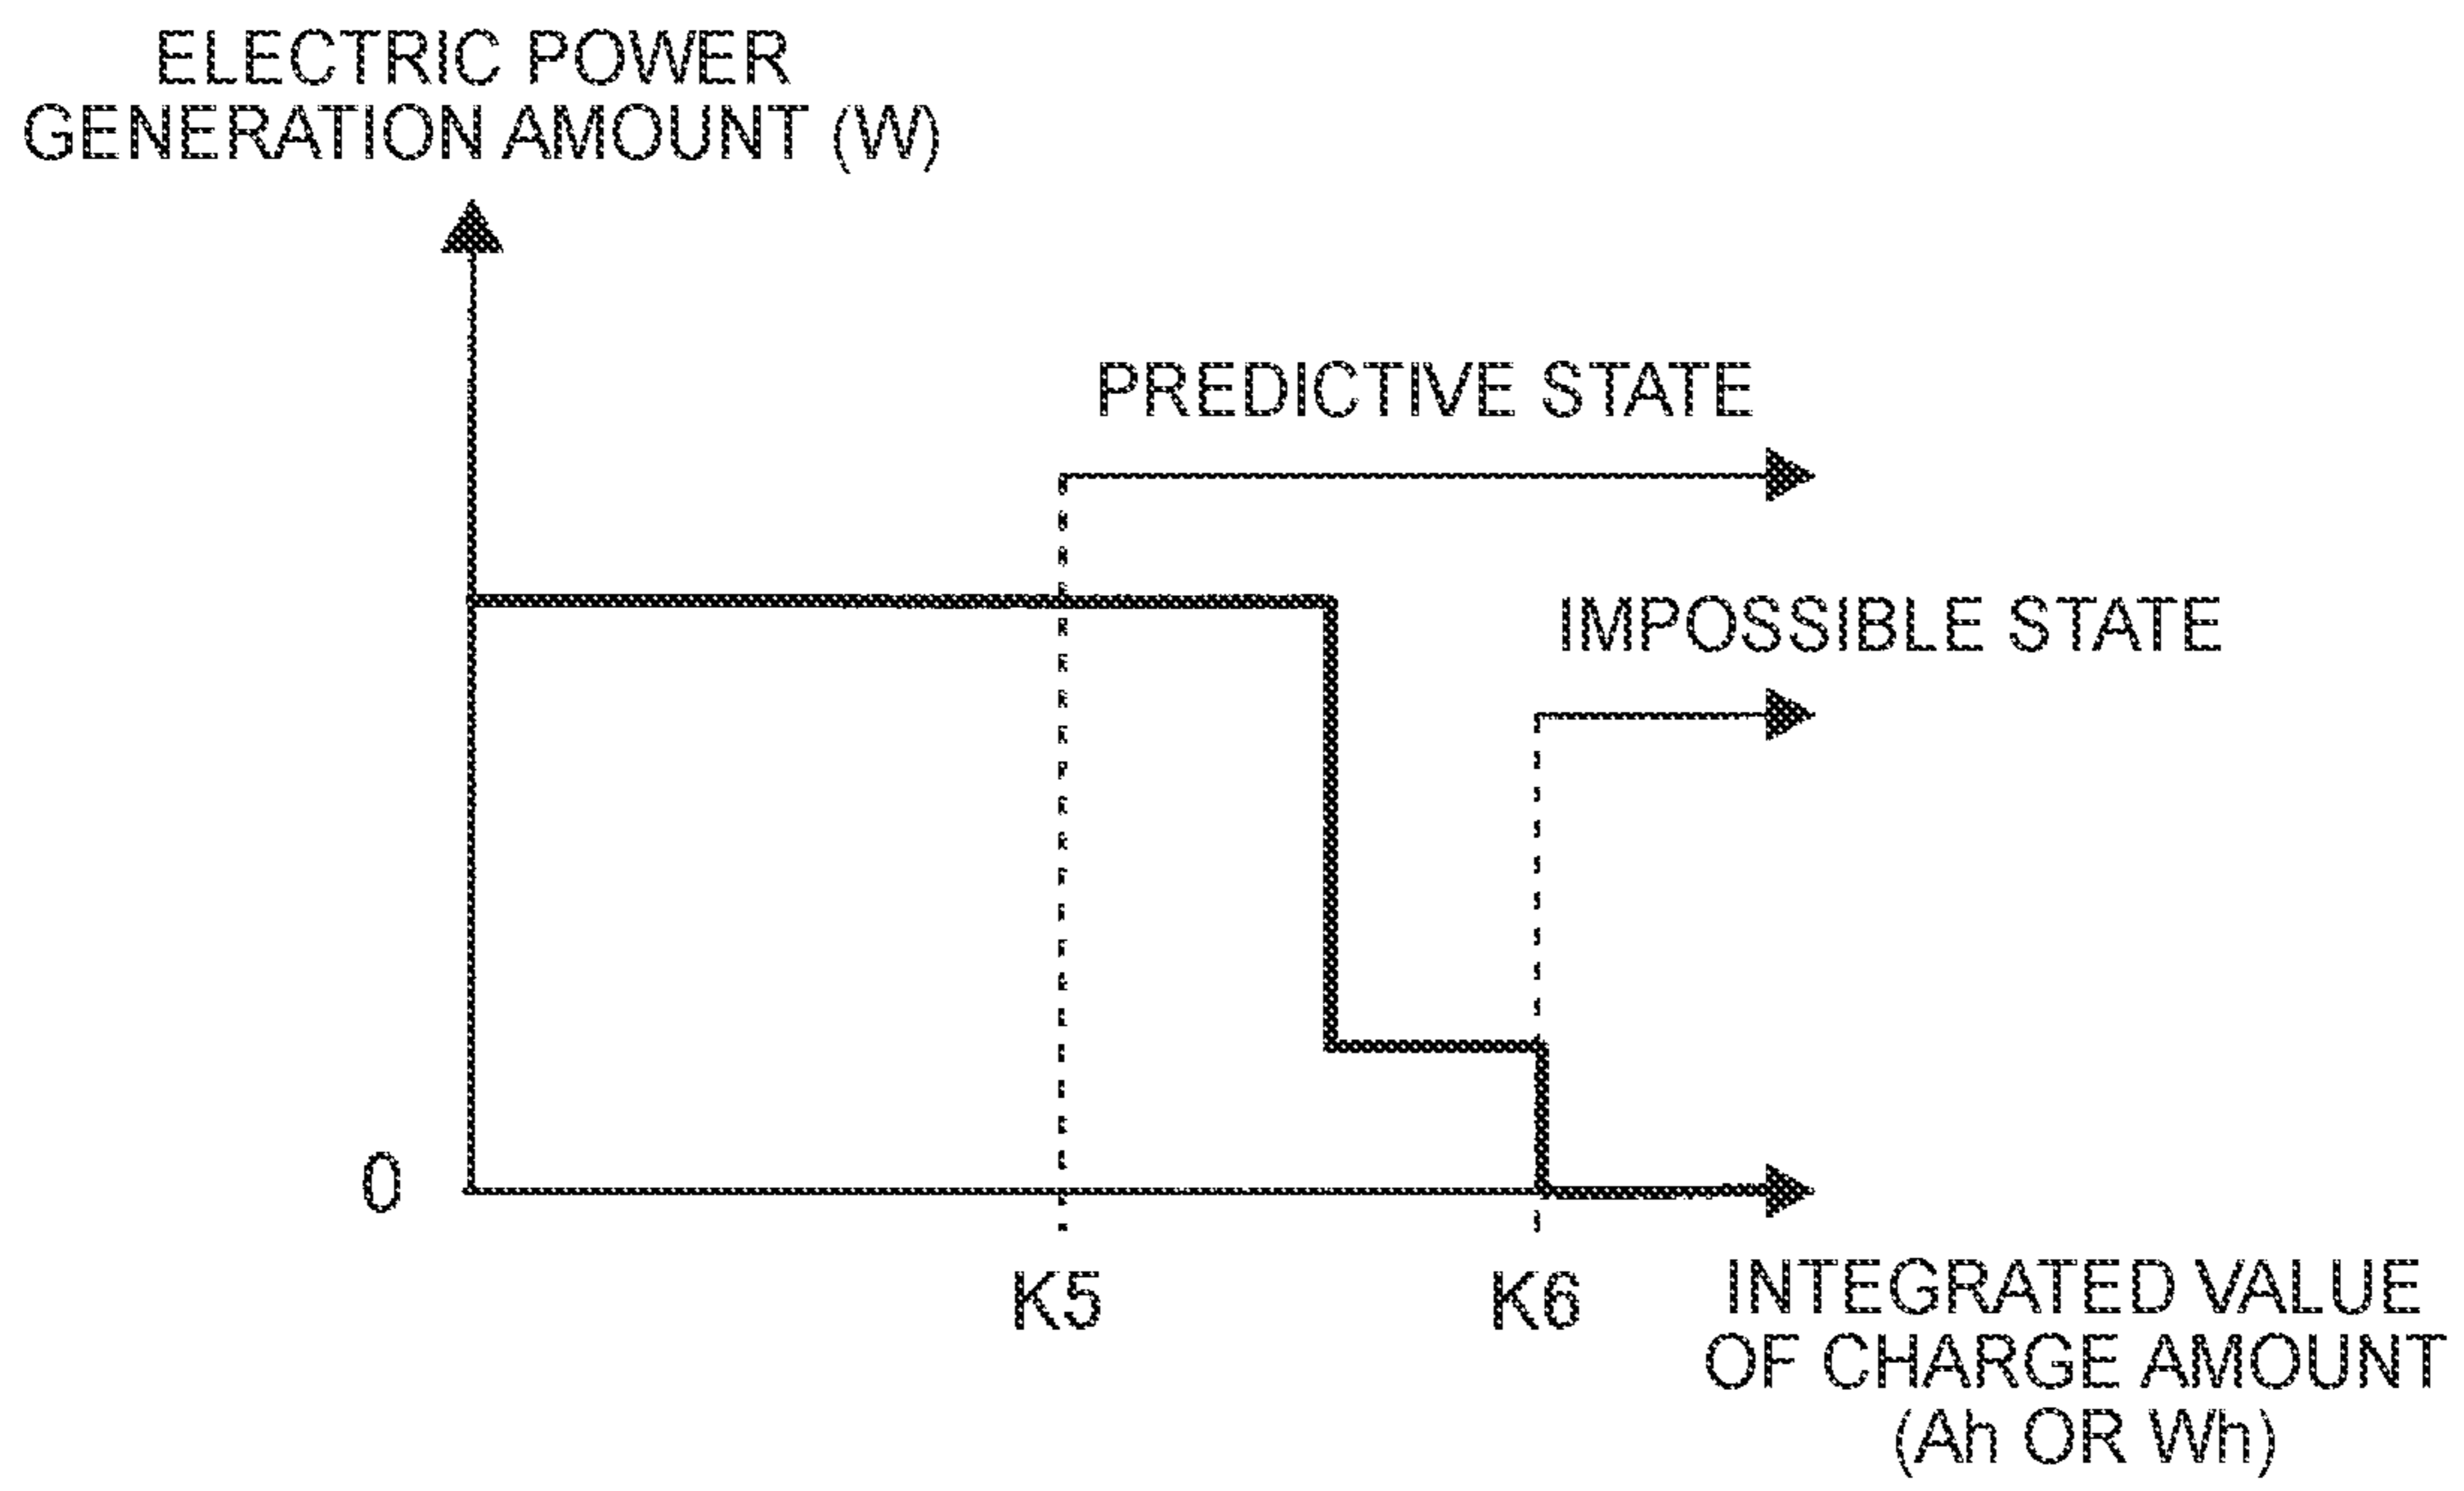 ELECTRIC POWER
GENERATION AMOUNT (W)
PREDICTIVE STATE
IMPOSSIBLE STATE
0
K5
K6
INTEGRATED VALUE
OF CHARGE AMOUNT
(Ah OR Wh)